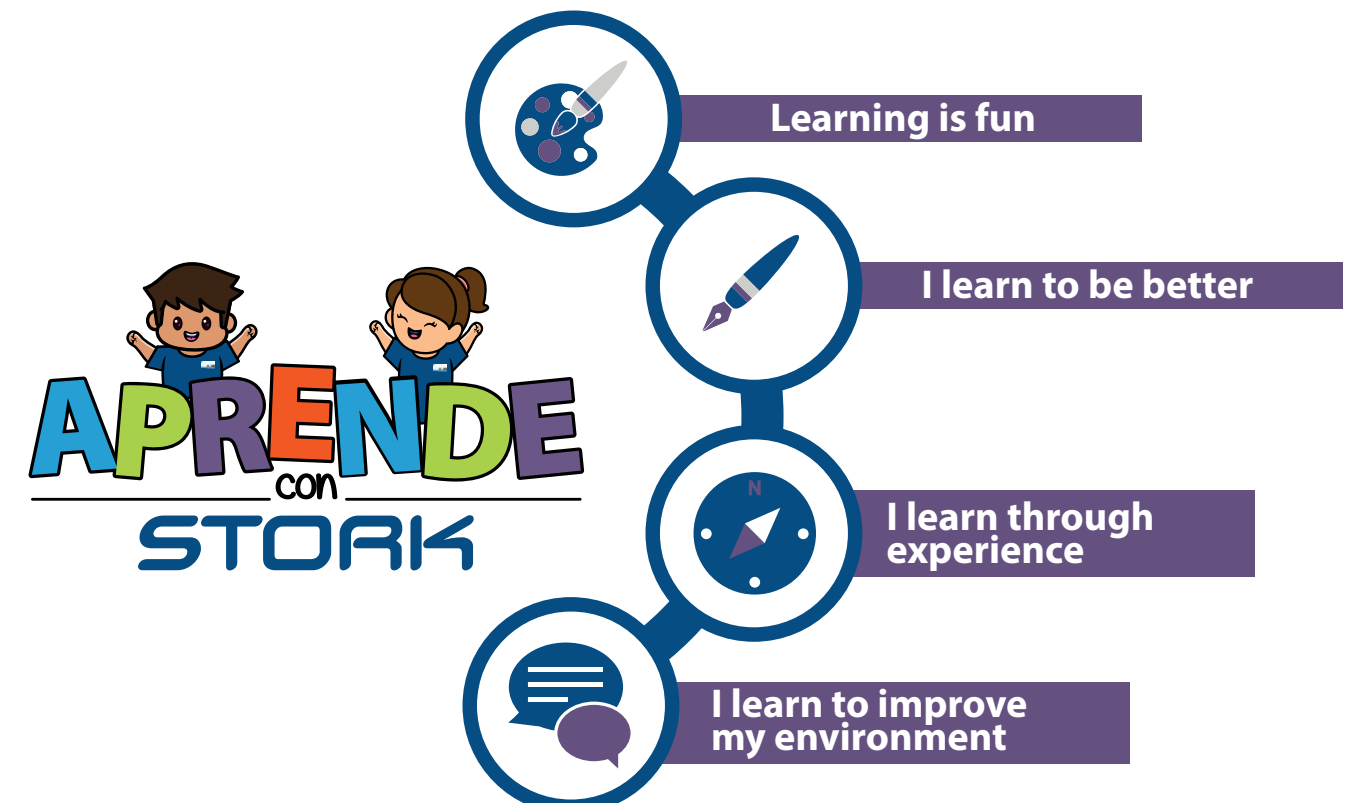 Learning is fun
I learn to be better
APRENDE
con
STORK
N
I learn through
experience
I learn to improve
my environment